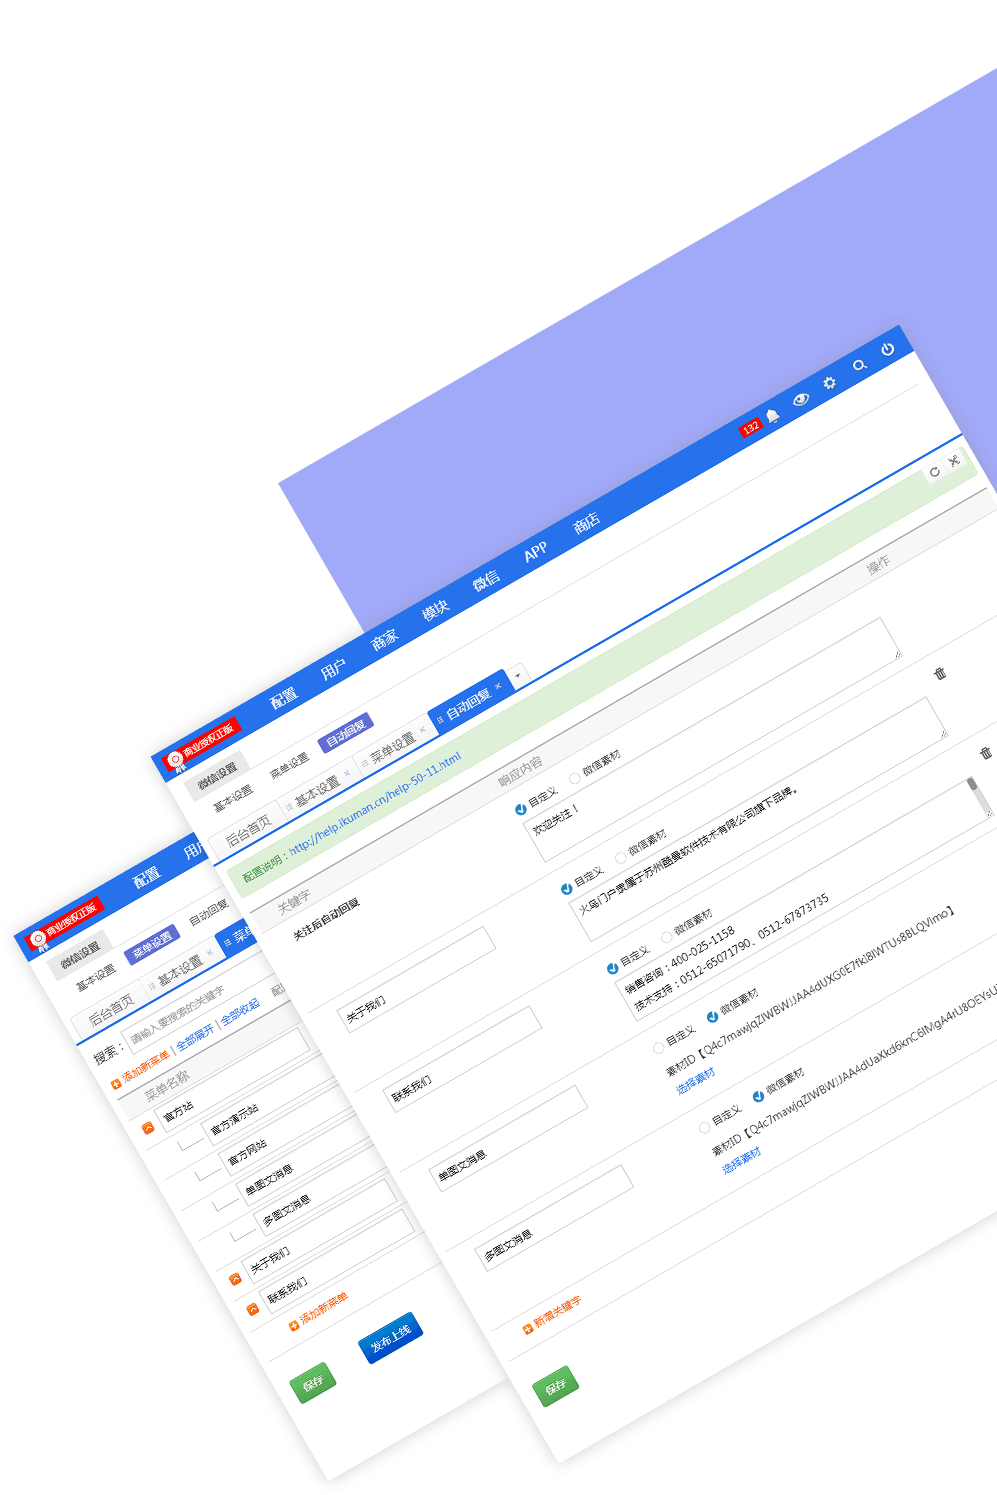 132
商业授权正版 配置 用户 商家 模块 微信 APP 商店
微信设置
基本设置 菜单设置 自动回复
后台首页 基本设置 × 菜单设置 × 自动回复 ×
配置说明：http://help.ikuman.cn/help-50-11.html
关键字 响应内容 操作
关注后自动回复
自定义 微信素材
欢迎关注！
关于我们
自定义 微信素材
火鸟门户隶属于苏州酷曼软件技术有限公司旗下品牌。
联系我们
自定义 微信素材
销售咨询：400-025-1158
技术支持：0512-65071790、0512-67873735
单图文消息
自定义 微信素材
素材ID【Q4c7mawjqZlWBWJJAA4dUXG0E7fki8IWTUs8BLQVlmo】
选择素材
多图文消息
自定义 微信素材
选择素材
新增关键字
保存
商业授权正版 配置
微信设置
基本设置 菜单设置 自动回复
后台首页 基本设置 ×
搜索： 请输入要搜索的关键字
添加新菜单 | 全部展开 | 全部收起
菜单名称
官方站
官方演示站
官方网站
单图文消息
多图文消息
关于我们
联系我们
添加新菜单
保存 发布上线